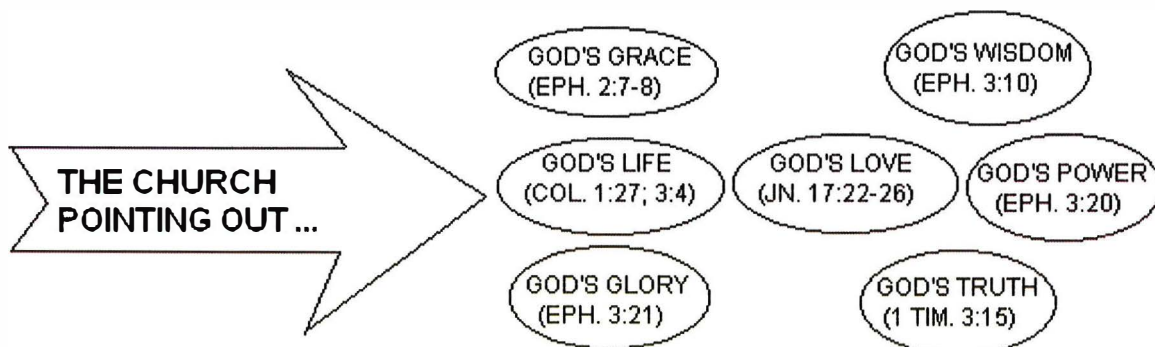 THE CHURCH
POINTING OUT ...
GOD'S GRACE
(EPH. 2:7-8)
GOD'S WISDOM
(EPH. 3:10)
GOD'S LIFE
(COL. 1:27; 3:4)
GOD'S LOVE
(JN. 17:22-26)
GOD'S POWER
(EPH. 3:20)
GOD'S GLORY
(EPH. 3:21)
GOD'S TRUTH
(1 TIM. 3:15)